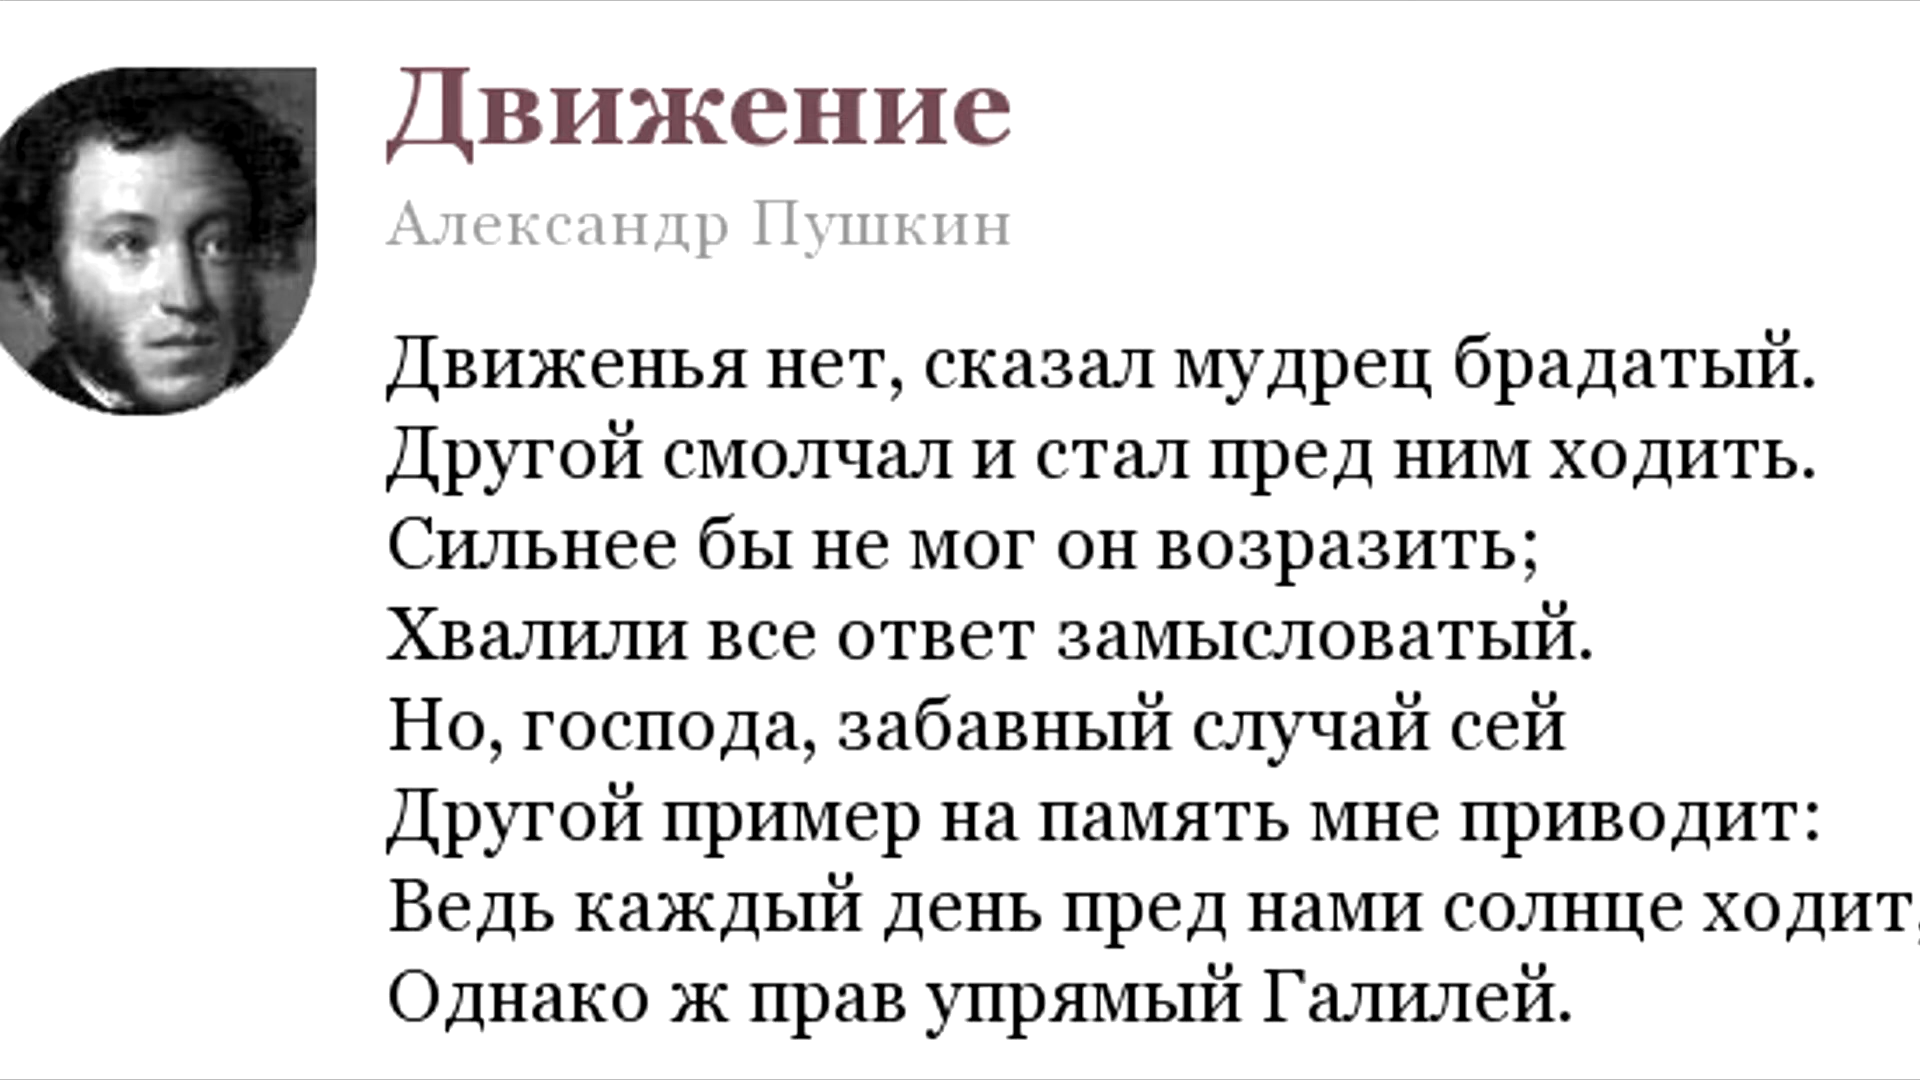 Движение
Александр Пушкин
Движенья нет, сказал мудрец брадатый.
Другой смолчал и стал пред ним ходить.
Сильнее бы не мог он возразить;
Хвалили все ответ замысловатый.
Но, господа, забавный случай сей
Другой пример на память мне приводит:
Ведь каждый день пред нами солнце ходит,
Однако ж прав упрямый Галилей.